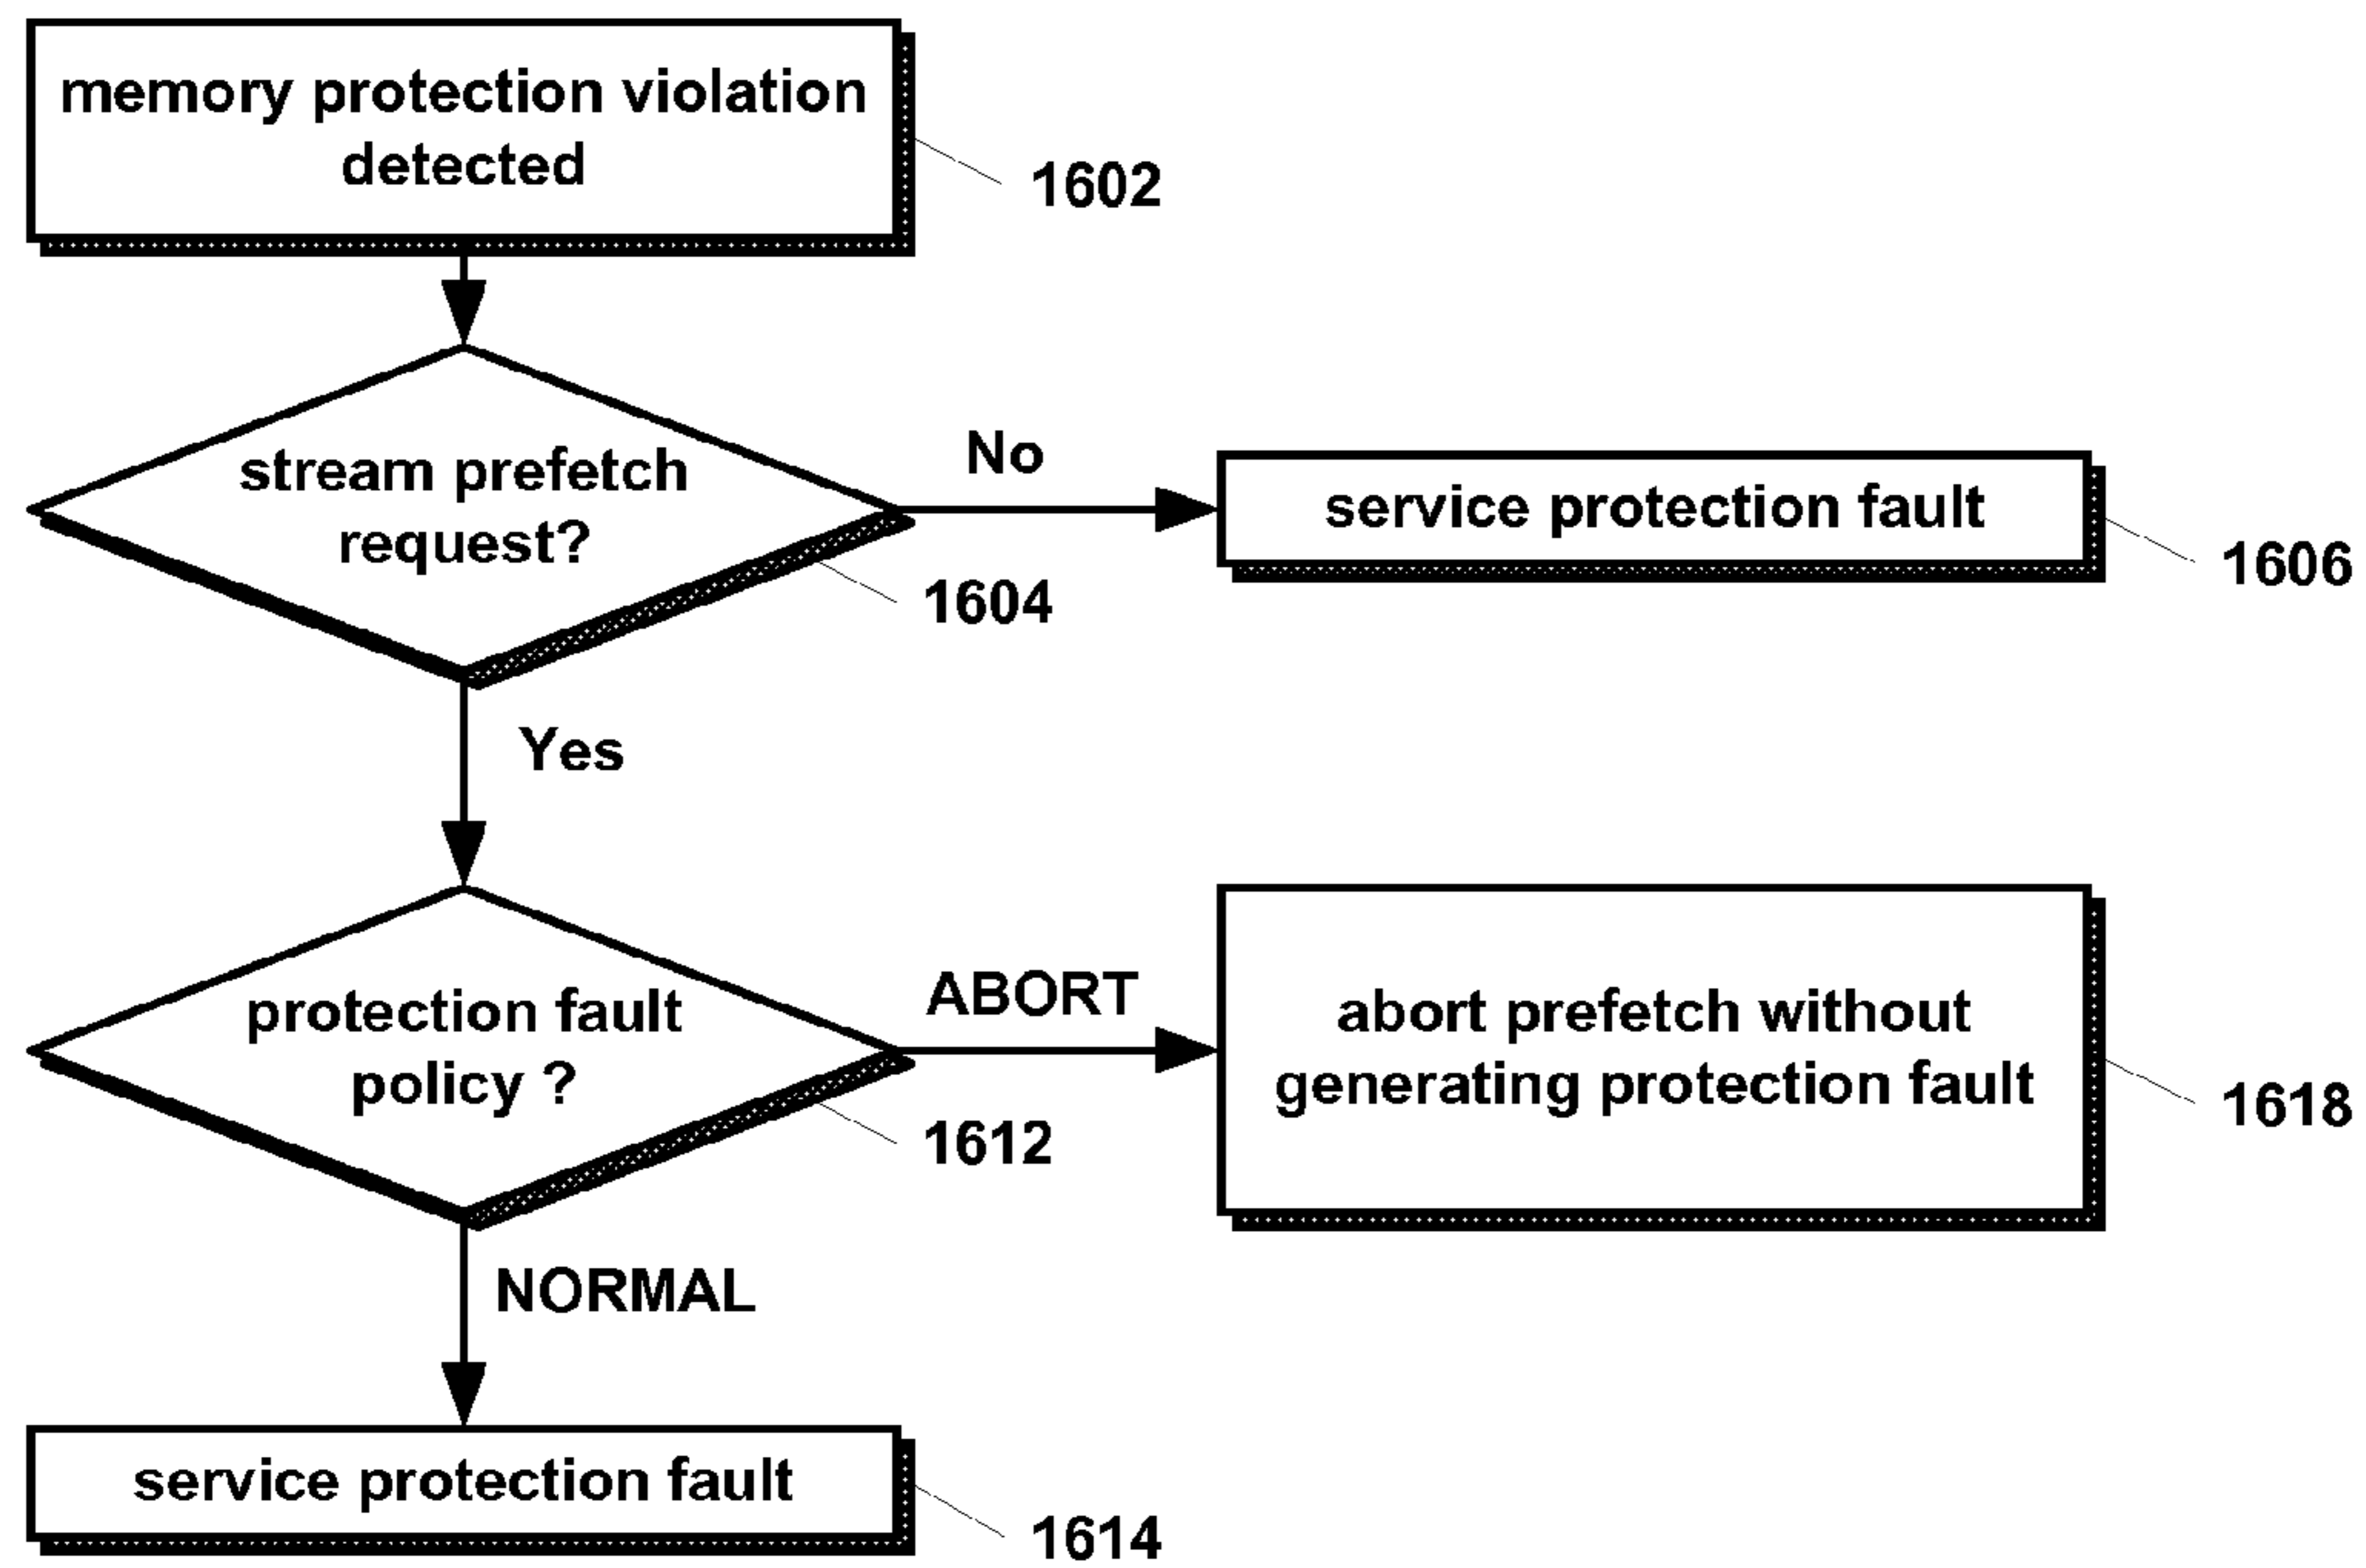 memory protection violation
detected
1602
stream prefetch
request?
1604
No
service protection fault
1606
Yes
protection fault
policy ?
1612
ABORT
abort prefetch without
generating protection fault
1618
NORMAL
service protection fault
1614